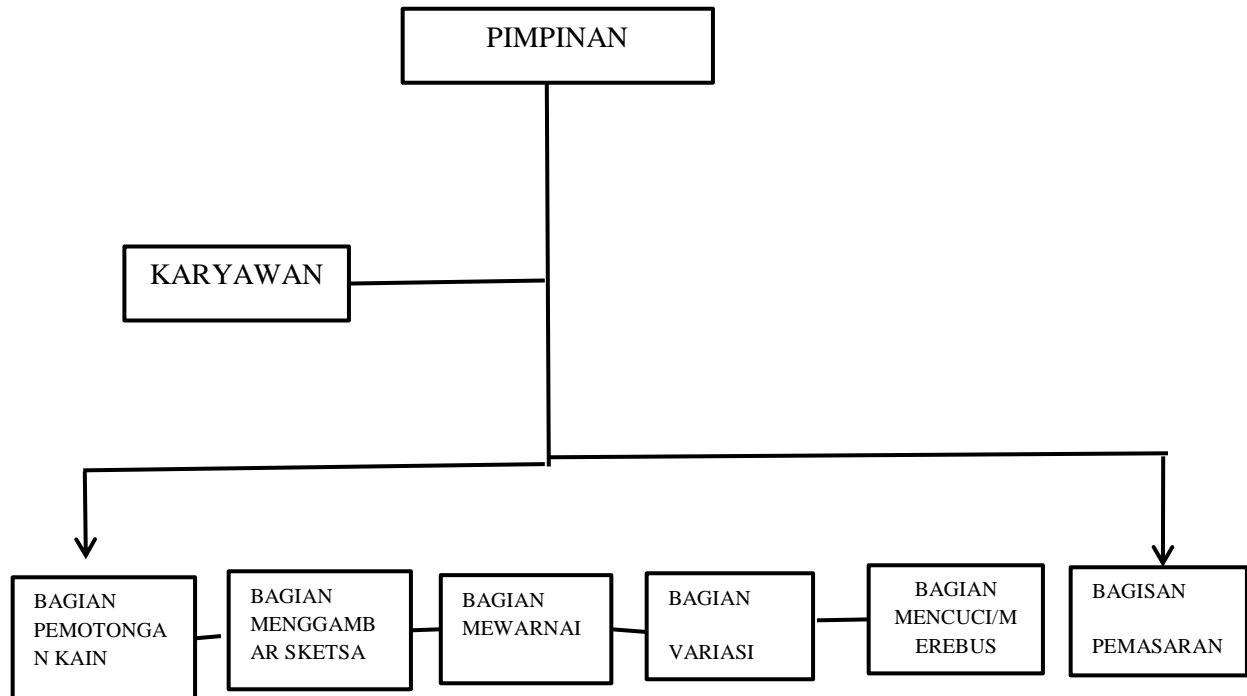 PIMPINAN
KARYAWAN
BAGIAN
PEMOTONGA
N KAIN
BAGIAN
MENGGAMB
AR SKETSA
BAGIAN
MEWARNAI
BAGIAN
VARIASI
BAGIAN
MENCUCI/M
EREBUS
BAGISAN
PEMASARAN